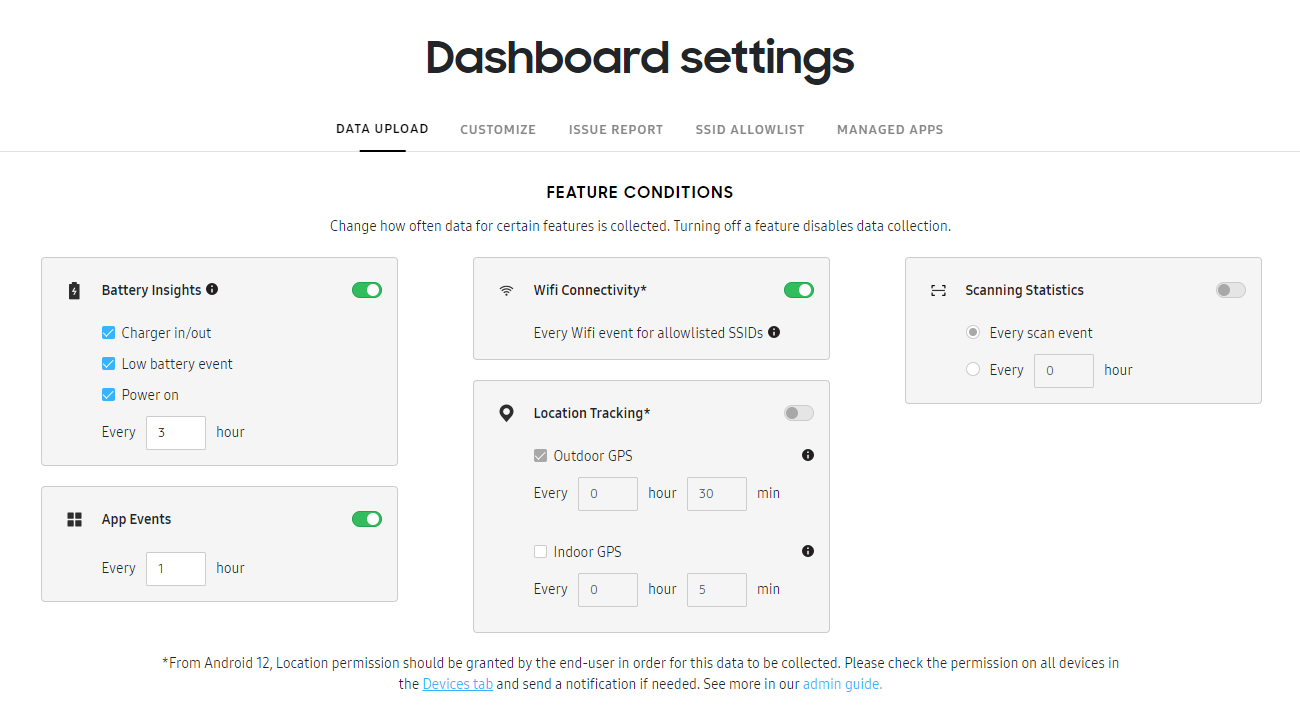 Dashboard settings
DATA UPLOAD
CUSTOMIZE
ISSUE REPORT
SSID ALLOWLIST
MANAGED APPS
FEATURE CONDITIONS
Change how often data for certain features is collected. Turning off a feature disables data collection.
Battery Insights
Charger in/out
Low battery event
Power on
Every 3 hour
App Events
Every 1 hour
Wifi Connectivity*
Every Wifi event for allowlisted SSIDs
Location Tracking*
Outdoor GPS
Every 0 hour 30 min
Indoor GPS
Every 0 hour 5 min
Scanning Statistics
Every scan event
Every 0 hour
*From Android 12, Location permission should be granted by the end-user in order for this data to be collected. Please check the permission on all devices in
the Devices tab and send a notification if needed. See more in our admin guide.